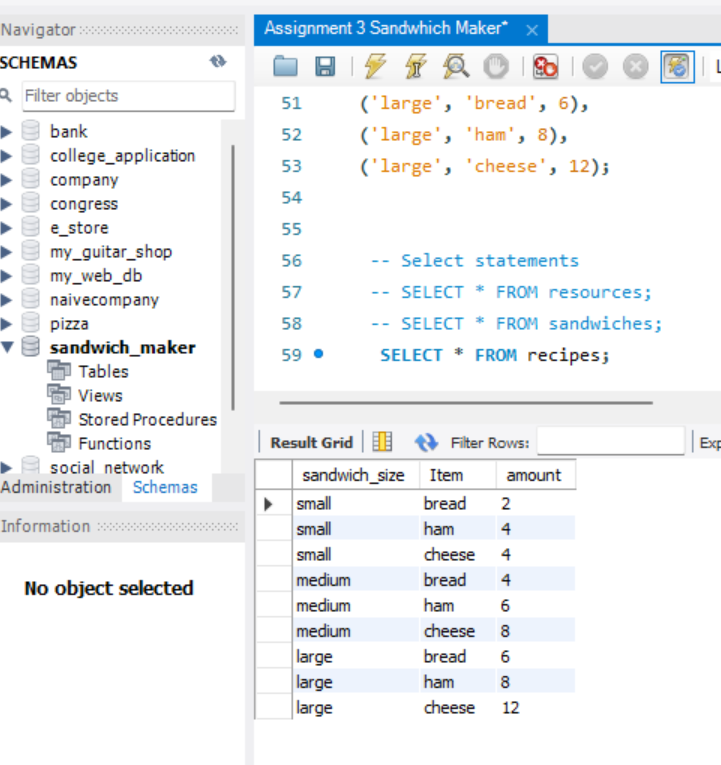 Navigator
SCHEMAS
Filter objects
bank
college_application
company
congress
e_store
my_guitar_shop
my_web_db
naivecompany
pizza
sandwich_maker
Tables
Views
Stored Procedures
Functions
social_network
Administration Schemas
Information
No object selected
Assignment 3 Sandwhich Maker*
51 ('large', 'bread', 6),
52 ('large', 'ham', 8),
53 ('large', 'cheese', 12);
54
55
56 -- Select statements
57 -- SELECT * FROM resources;
58 -- SELECT * FROM sandwiches;
59 SELECT * FROM recipes;
Result Grid Filter Rows: Exp
sandwich_size Item amount
small bread 2
small ham 4
small cheese 4
medium bread 4
medium ham 6
medium cheese 8
large bread 6
large ham 8
large cheese 12